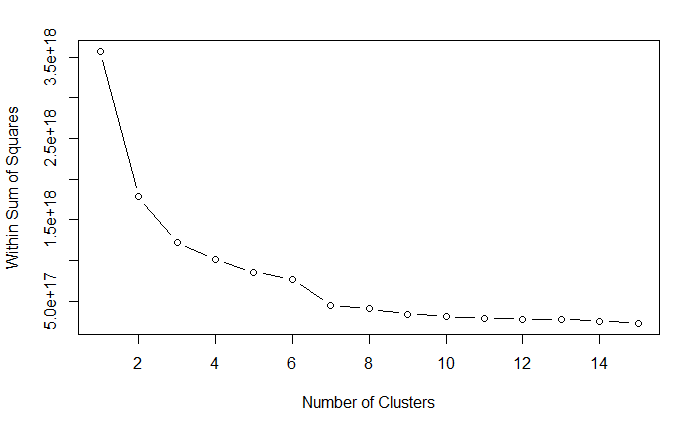 3.5e+18
2.5e+18
1.5e+18
5.0e+17
Within Sum of Squares
2 4 6 8 10 12 14
Number of Clusters